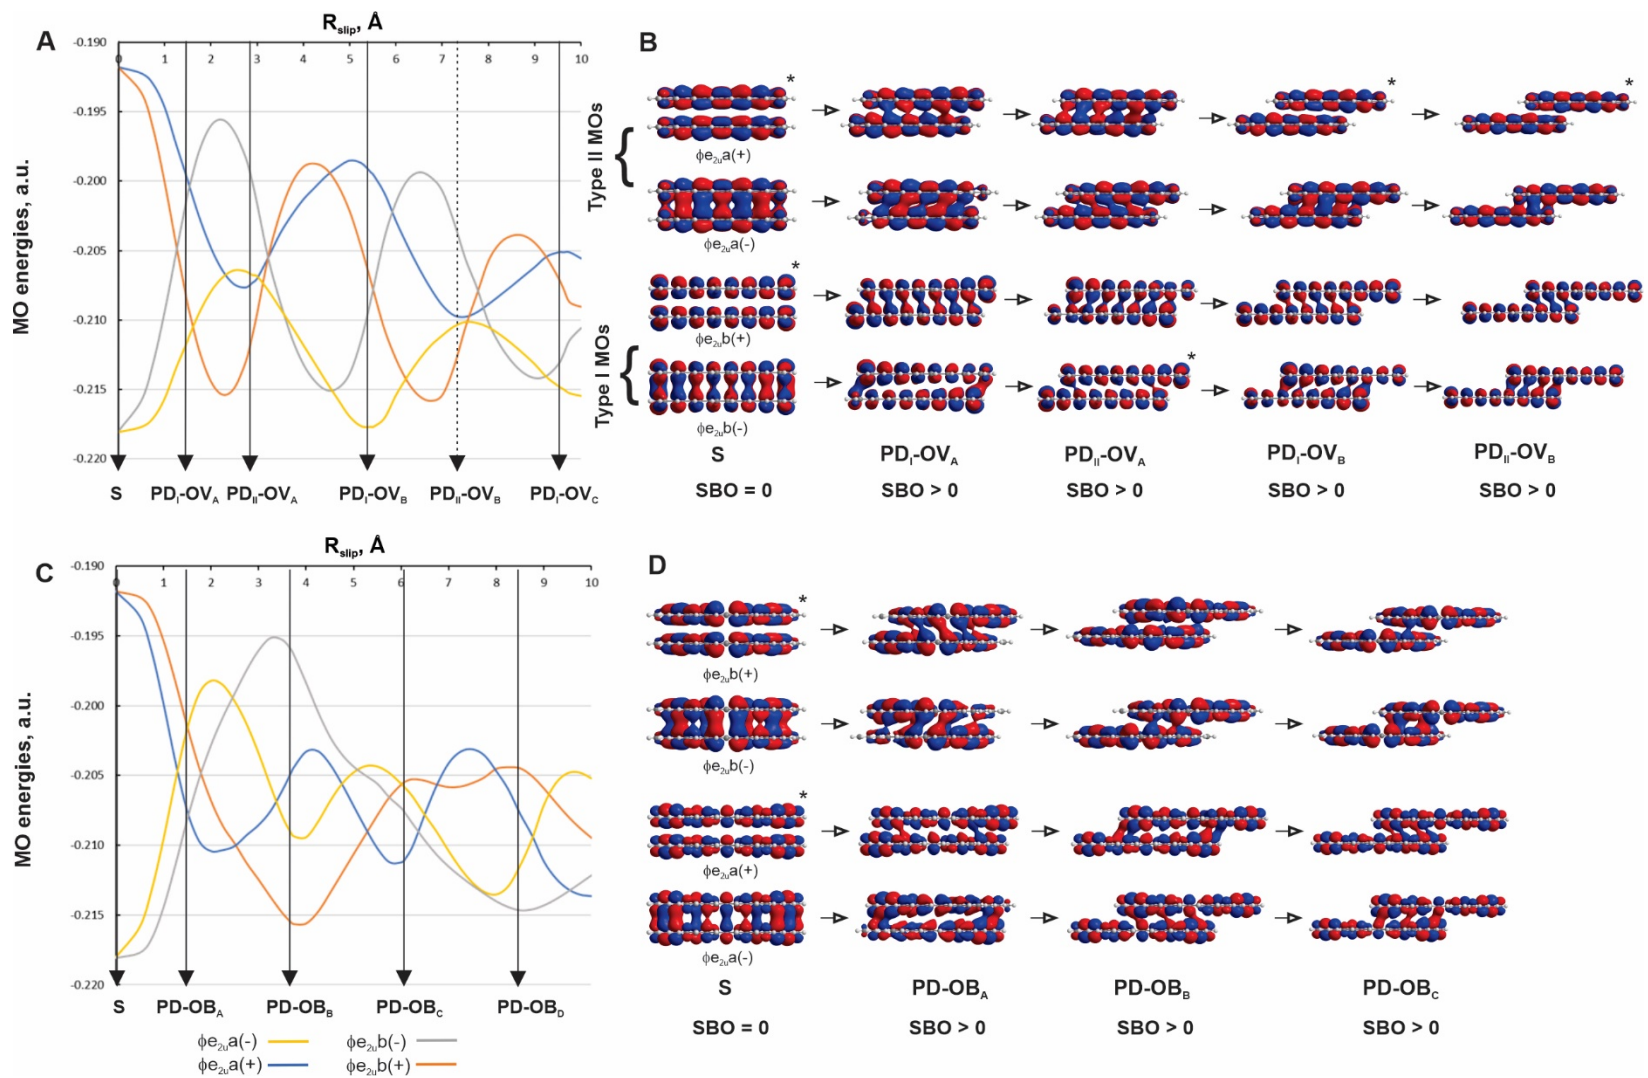 A
R_slip, Å
-0.190
0 1 2 3 4 5 6 7 8 9 10
-0.195
-0.200
-0.205
-0.210
-0.215
-0.220
MO energies, a.u.
S PD_I-OV_A PD_II-OV_A PD_I-OV_B PD_II-OV_B PD_I-OV_C
B
Type II MOs
*
*
*
ϕe_2u a(+)
ϕe_2u a(-)
Type I MOs
*
ϕe_2u b(+)
*
ϕe_2u b(-)
S PD_I-OV_A PD_II-OV_A PD_I-OV_B PD_II-OV_B
SBO = 0 SBO > 0 SBO > 0 SBO > 0 SBO > 0
C
R_slip, Å
-0.190
0 1 2 3 4 5 6 7 8 9 10
-0.195
-0.200
-0.205
-0.210
-0.215
-0.220
MO energies, a.u.
S PD-OB_A PD-OB_B PD-OB_C PD-OB_D
ϕe_2u a(-) ϕe_2u b(-)
ϕe_2u a(+) ϕe_2u b(+)
D
*
ϕe_2u b(+)
ϕe_2u b(-)
*
ϕe_2u a(+)
ϕe_2u a(-)
S PD-OB_A PD-OB_B PD-OB_C
SBO = 0 SBO > 0 SBO > 0 SBO > 0